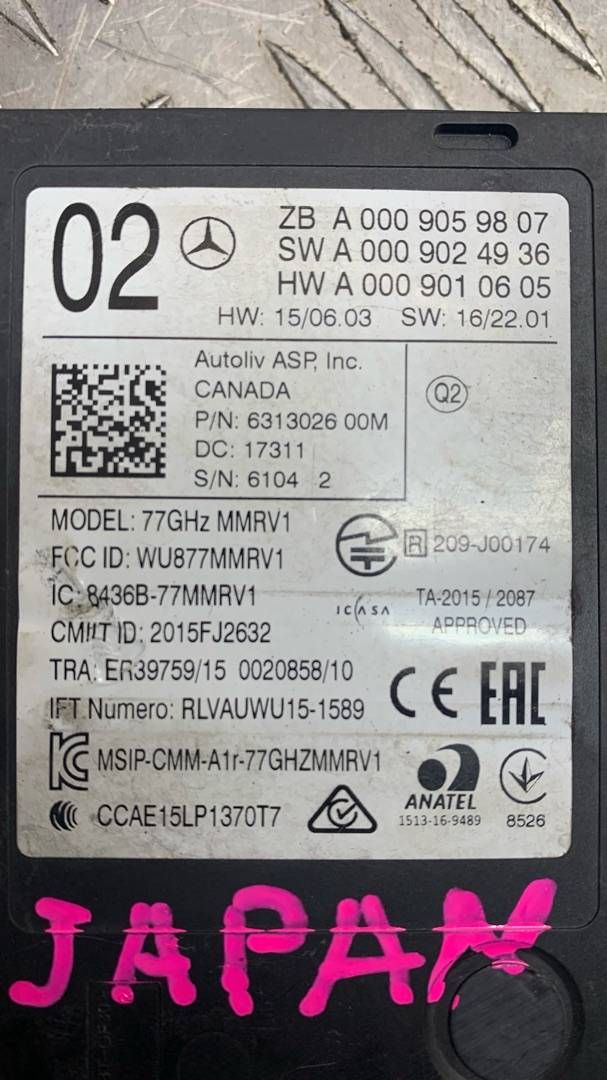 02
ZB A 000 905 98 07
SW A 000 902 49 36
HW A 000 901 06 05
HW: 15/06.03 SW: 16/22.01
Autoliv ASP, Inc.
CANADA
P/N: 6313026 00M
DC: 17311
S/N: 6104 2
Q2
MODEL: 77GHz MMRV1
FCC ID: WU877MMRV1
R 209-J00174
IC: 8436B-77MMRV1
ICASA
TA-2015 / 2087
APPROVED
CMIIT ID: 2015FJ2632
TRA: ER39759/15 0020858/10
IFT Numero: RLVAUWU15-1589
CE EAC
MSIP-CMM-A1r-77GHZMMRV1
CCAE15LP1370T7
ANATEL
1513-16-9489
8526
JAPAN